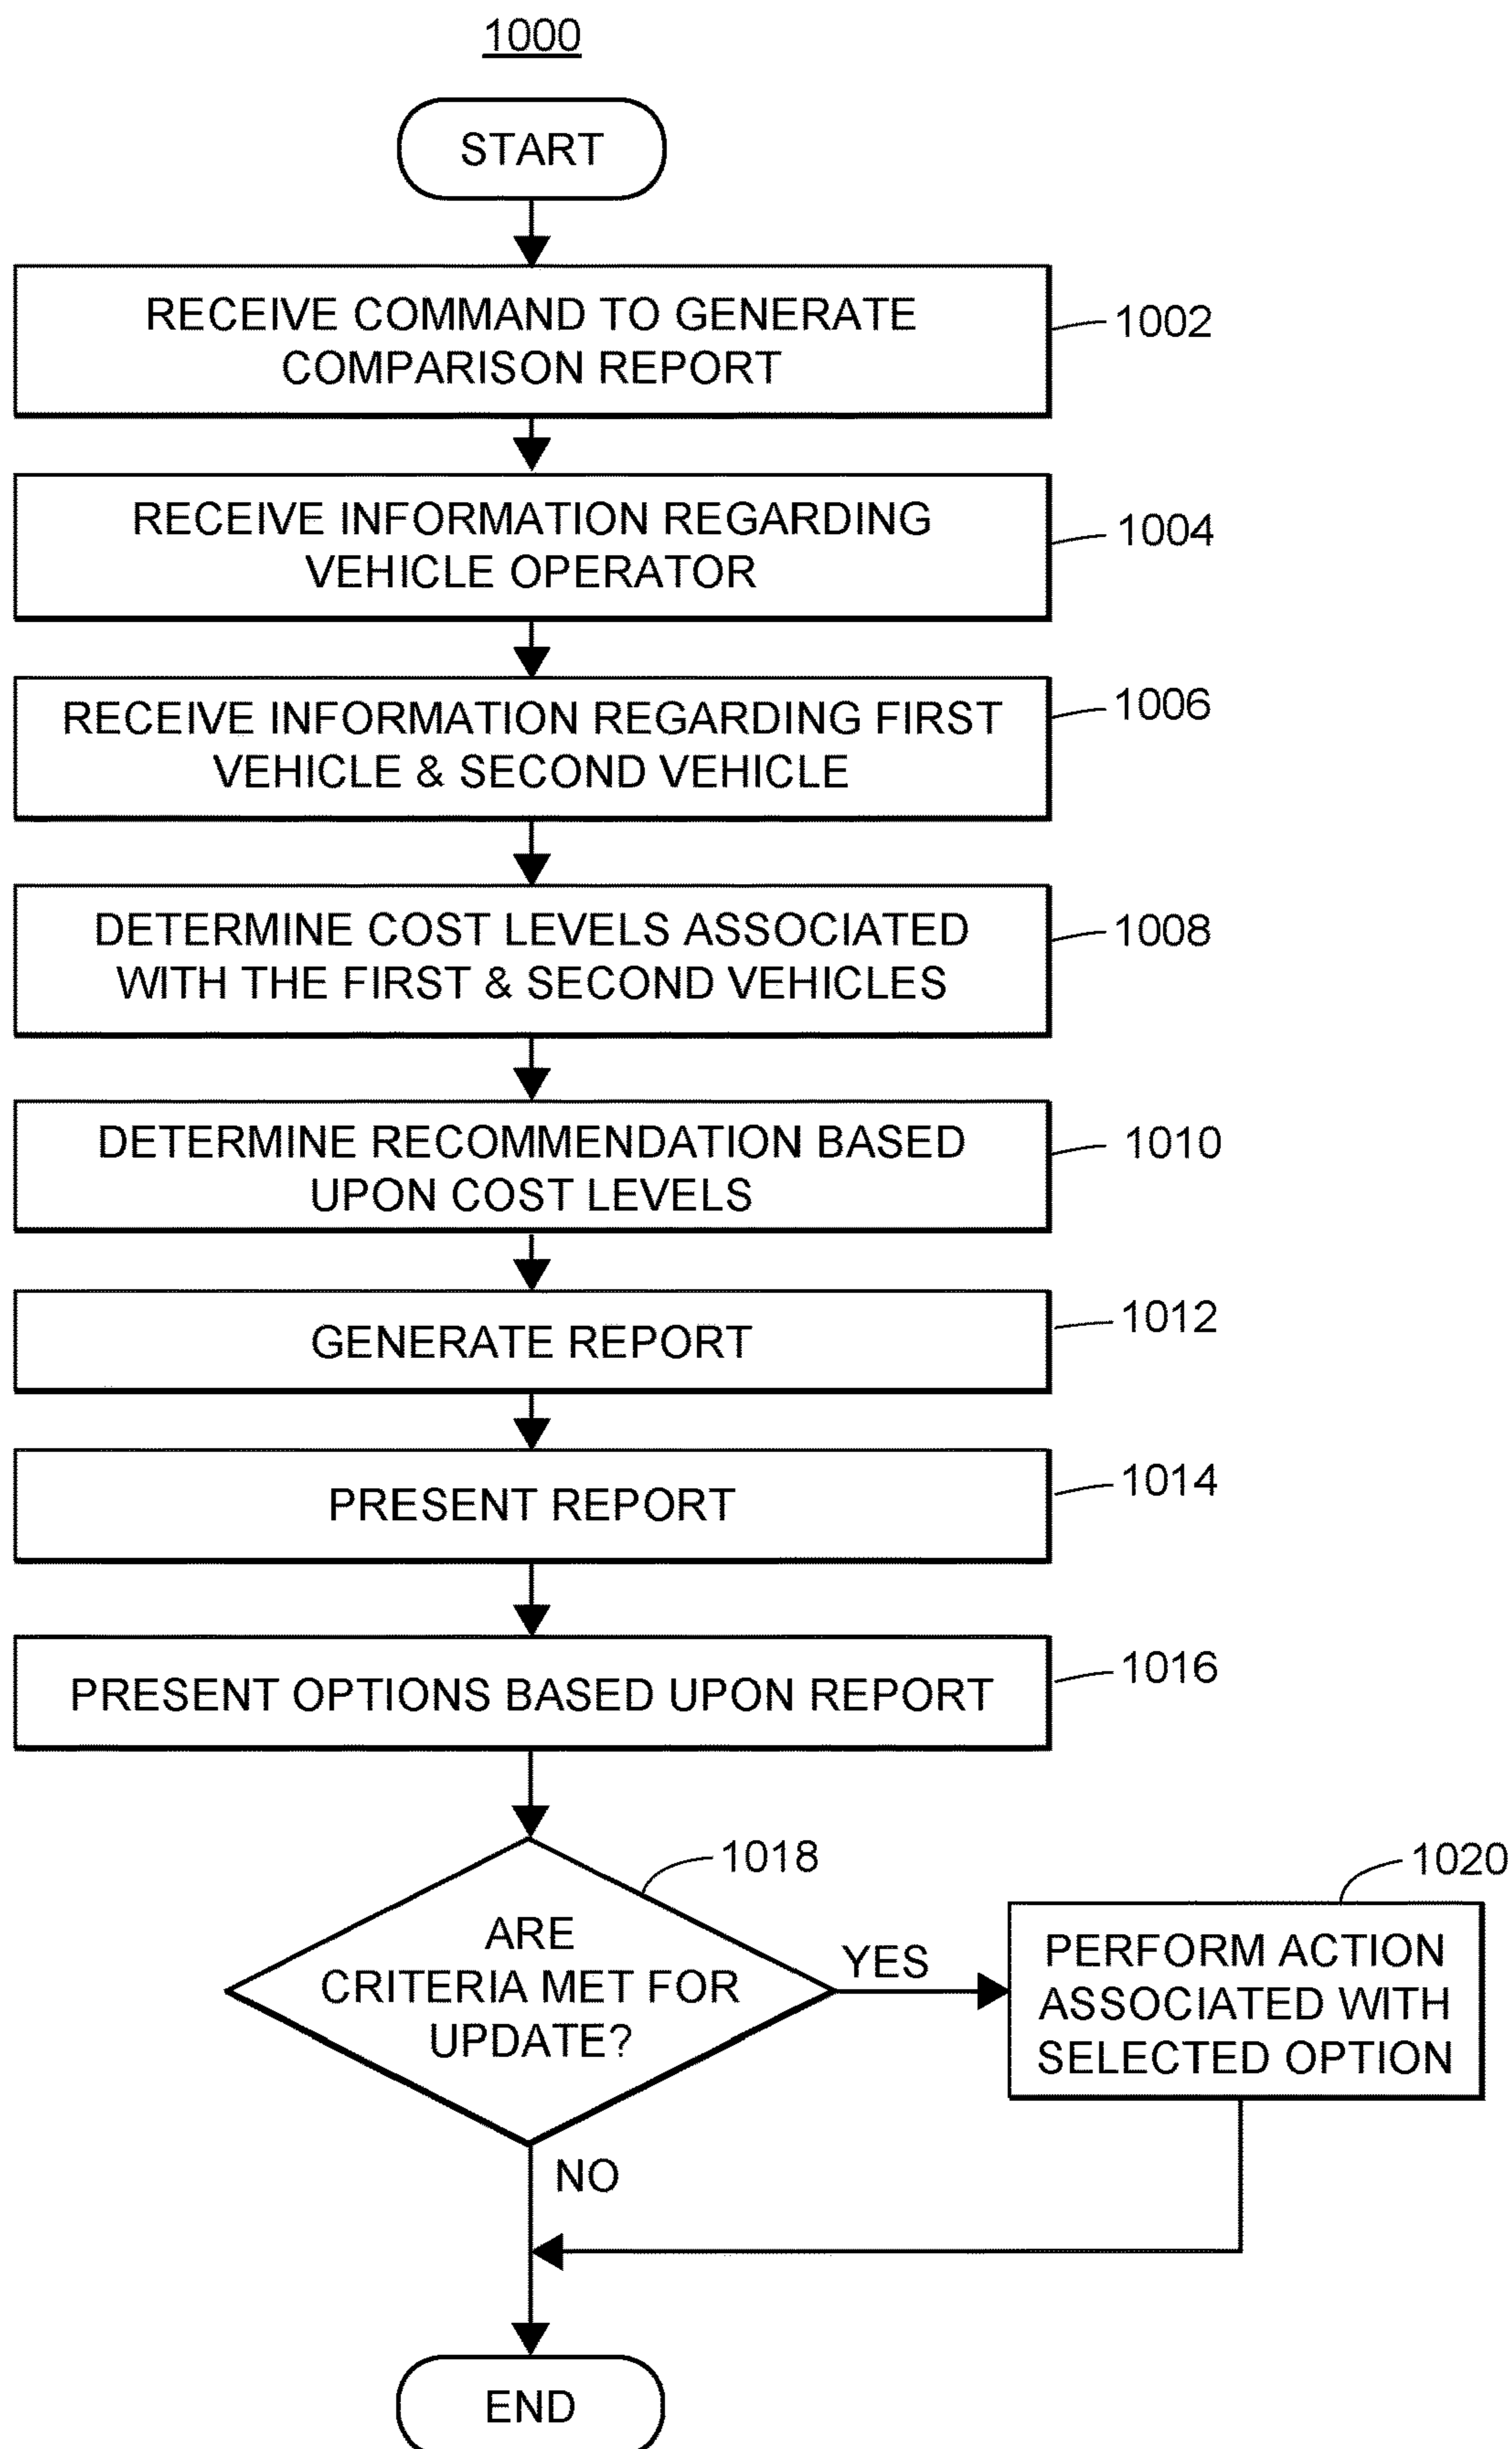 1000
START
RECEIVE COMMAND TO GENERATE
COMPARISON REPORT
1002
RECEIVE INFORMATION REGARDING
VEHICLE OPERATOR
1004
RECEIVE INFORMATION REGARDING FIRST
VEHICLE & SECOND VEHICLE
1006
DETERMINE COST LEVELS ASSOCIATED
WITH THE FIRST & SECOND VEHICLES
1008
DETERMINE RECOMMENDATION BASED
UPON COST LEVELS
1010
GENERATE REPORT
1012
PRESENT REPORT
1014
PRESENT OPTIONS BASED UPON REPORT
1016
ARE
CRITERIA MET FOR
UPDATE?
1018
YES
PERFORM ACTION
ASSOCIATED WITH
SELECTED OPTION
1020
NO
END